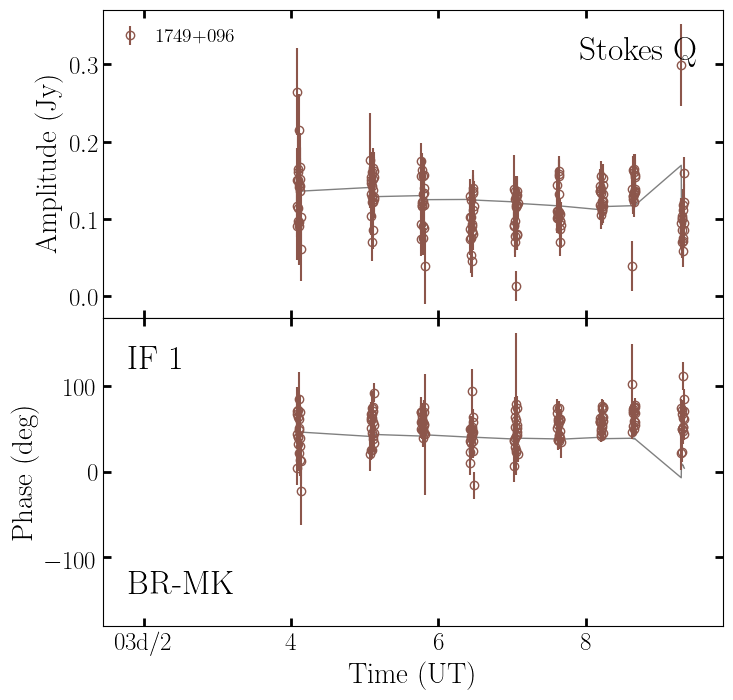 1749+096
Stokes Q
Amplitude (Jy)
0.3
0.2
0.1
0.0
IF 1
Phase (deg)
100
0
−100
BR-MK
03d/2
4
6
8
Time (UT)